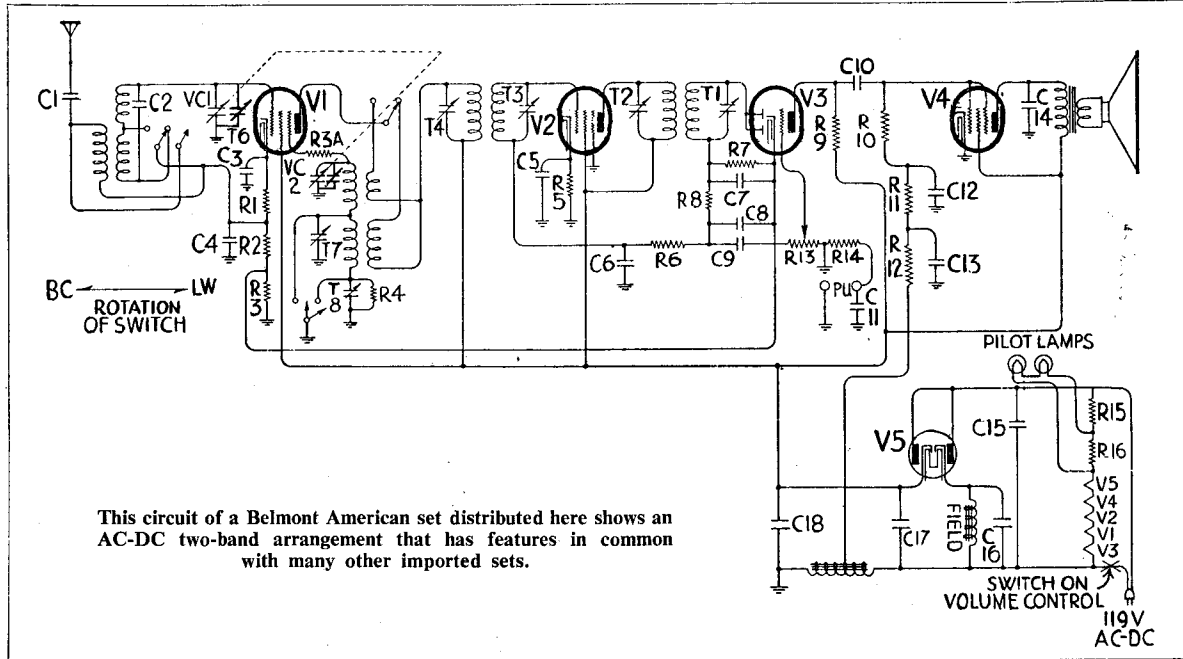 C1
C2
VC1
T6
V1
R3A
C3
VC
2
R1
C4
R2
R
3
T7
T
8
R4
BC LW
ROTATION
OF SWITCH
T4
T3
V2
C5
R
5
T2
T1
V3
R7
C7
R8
C8
C6
R6
C9
R13
R14
PU
C
11
R
9
C10
R
10
V4
C
14
R
11
C12
R
12
C13
PILOT LAMPS
V5
C15
R15
R16
V5
V4
V2
V1
V3
C18
C17
FIELD
C
16
SWITCH ON
VOLUME CONTROL
119V
AC-DC
This circuit of a Belmont American set distributed here shows an
AC-DC two-band arrangement that has features in common
with many other imported sets.